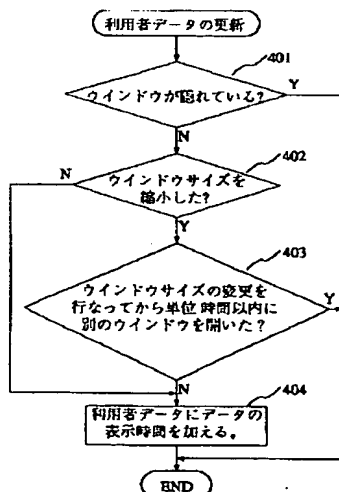 利用者データの更新
401
ウインドウが隠れている?
Y
N
402
N
ウインドウサイズを
縮小した?
Y
403
ウインドウサイズの変更を
行なってから単位時間以内に
別のウインドウを開いた?
Y
N
404
利用者データにデータの
表示時間を加える。
END